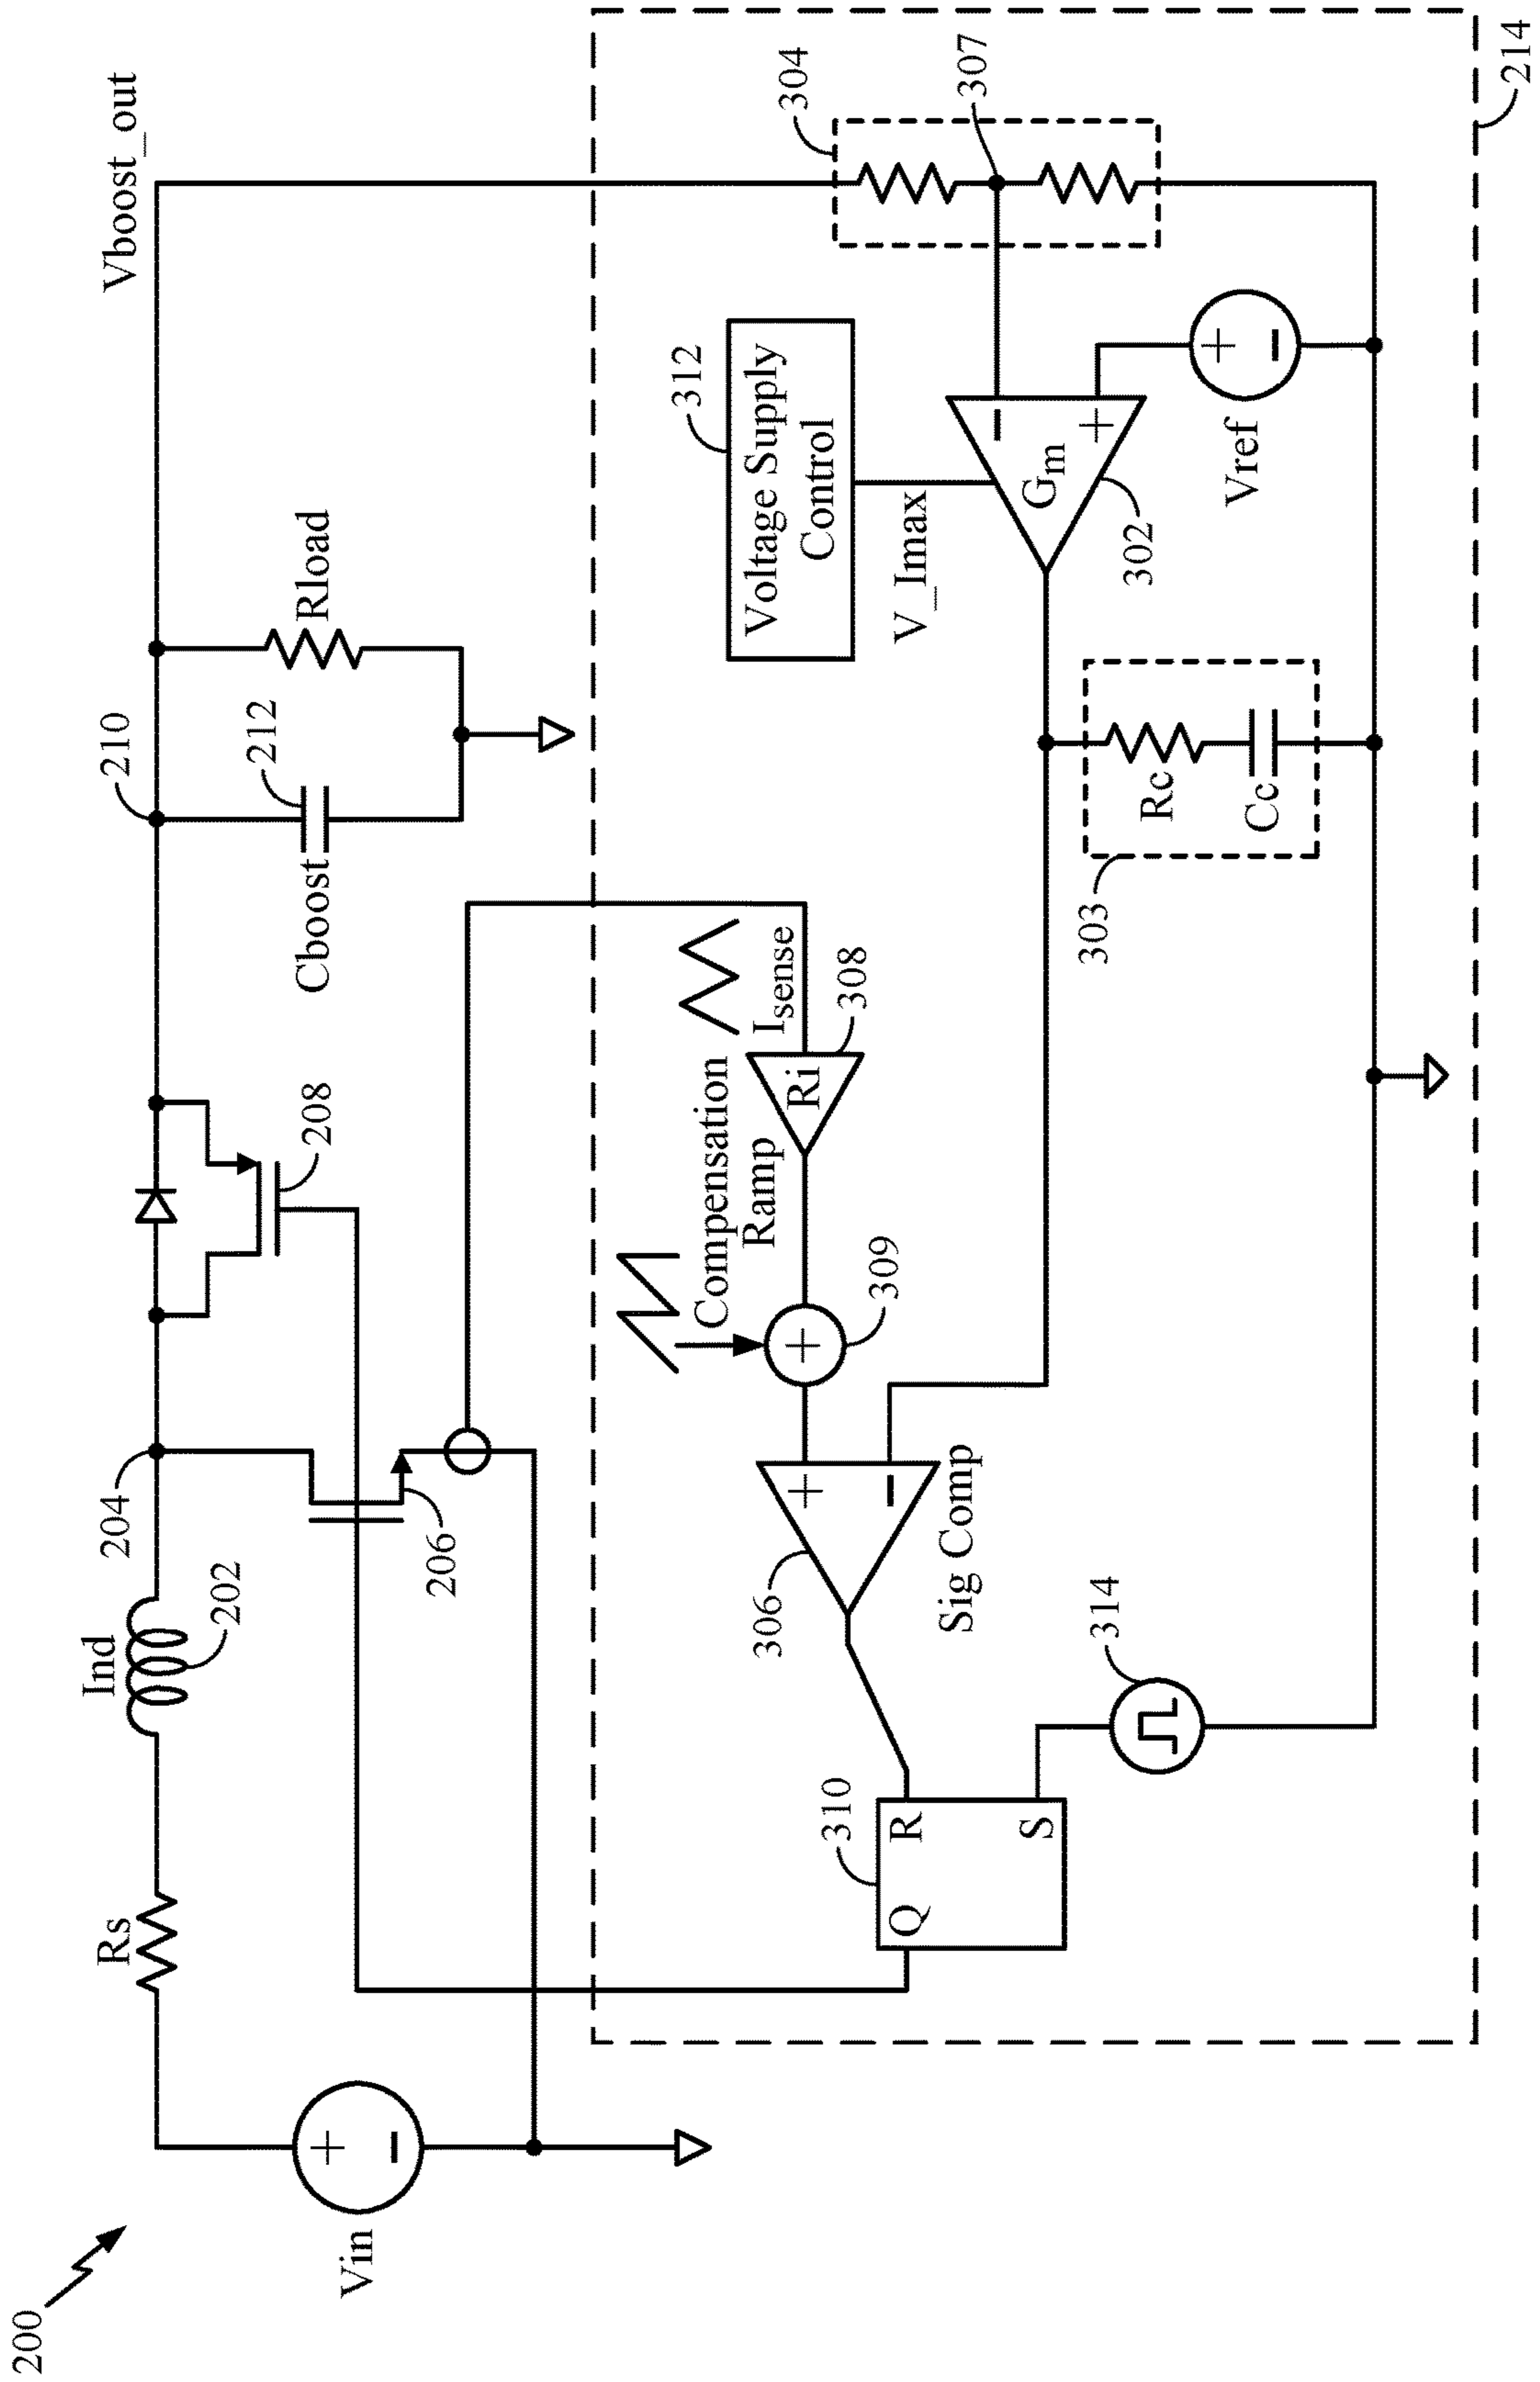 200
Vin
+
−
Rs
Ind
202
204
206
208
210
Cboost
212
Rload
Vboost_out
214
310
Q
R
S
314
306
+
−
Sig Comp
+
309
Compensation
Ramp
Ri
308
Isense
303
Rc
Cc
312
Voltage Supply
Control
V_Imax
Gm
−
+
302
Vref
+
−
304
307